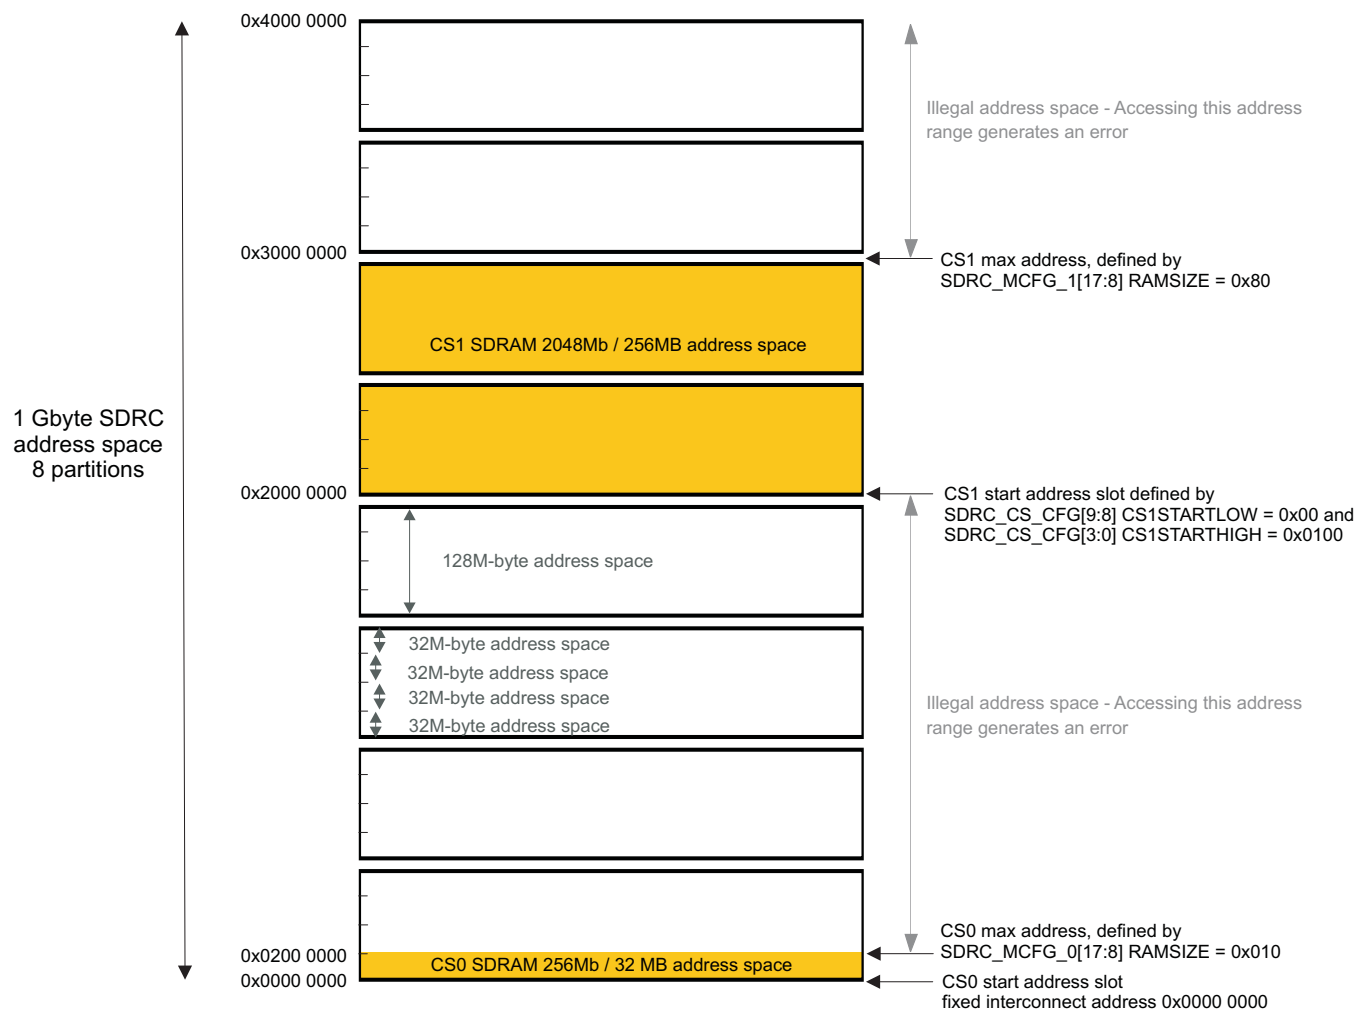 0x4000 0000
Illegal address space - Accessing this address
range generates an error
0x3000 0000
CS1 max address, defined by
SDRC_MCFG_1[17:8] RAMSIZE = 0x80
CS1 SDRAM 2048Mb / 256MB address space
1 Gbyte SDRC
address space
8 partitions
0x2000 0000
CS1 start address slot defined by
SDRC_CS_CFG[9:8] CS1STARTLOW = 0x00 and
SDRC_CS_CFG[3:0] CS1STARTHIGH = 0x0100
128M-byte address space
32M-byte address space
32M-byte address space
32M-byte address space
32M-byte address space
Illegal address space - Accessing this address
range generates an error
CS0 max address, defined by
SDRC_MCFG_0[17:8] RAMSIZE = 0x010
0x0200 0000
CS0 SDRAM 256Mb / 32 MB address space
0x0000 0000
CS0 start address slot
fixed interconnect address 0x0000 0000